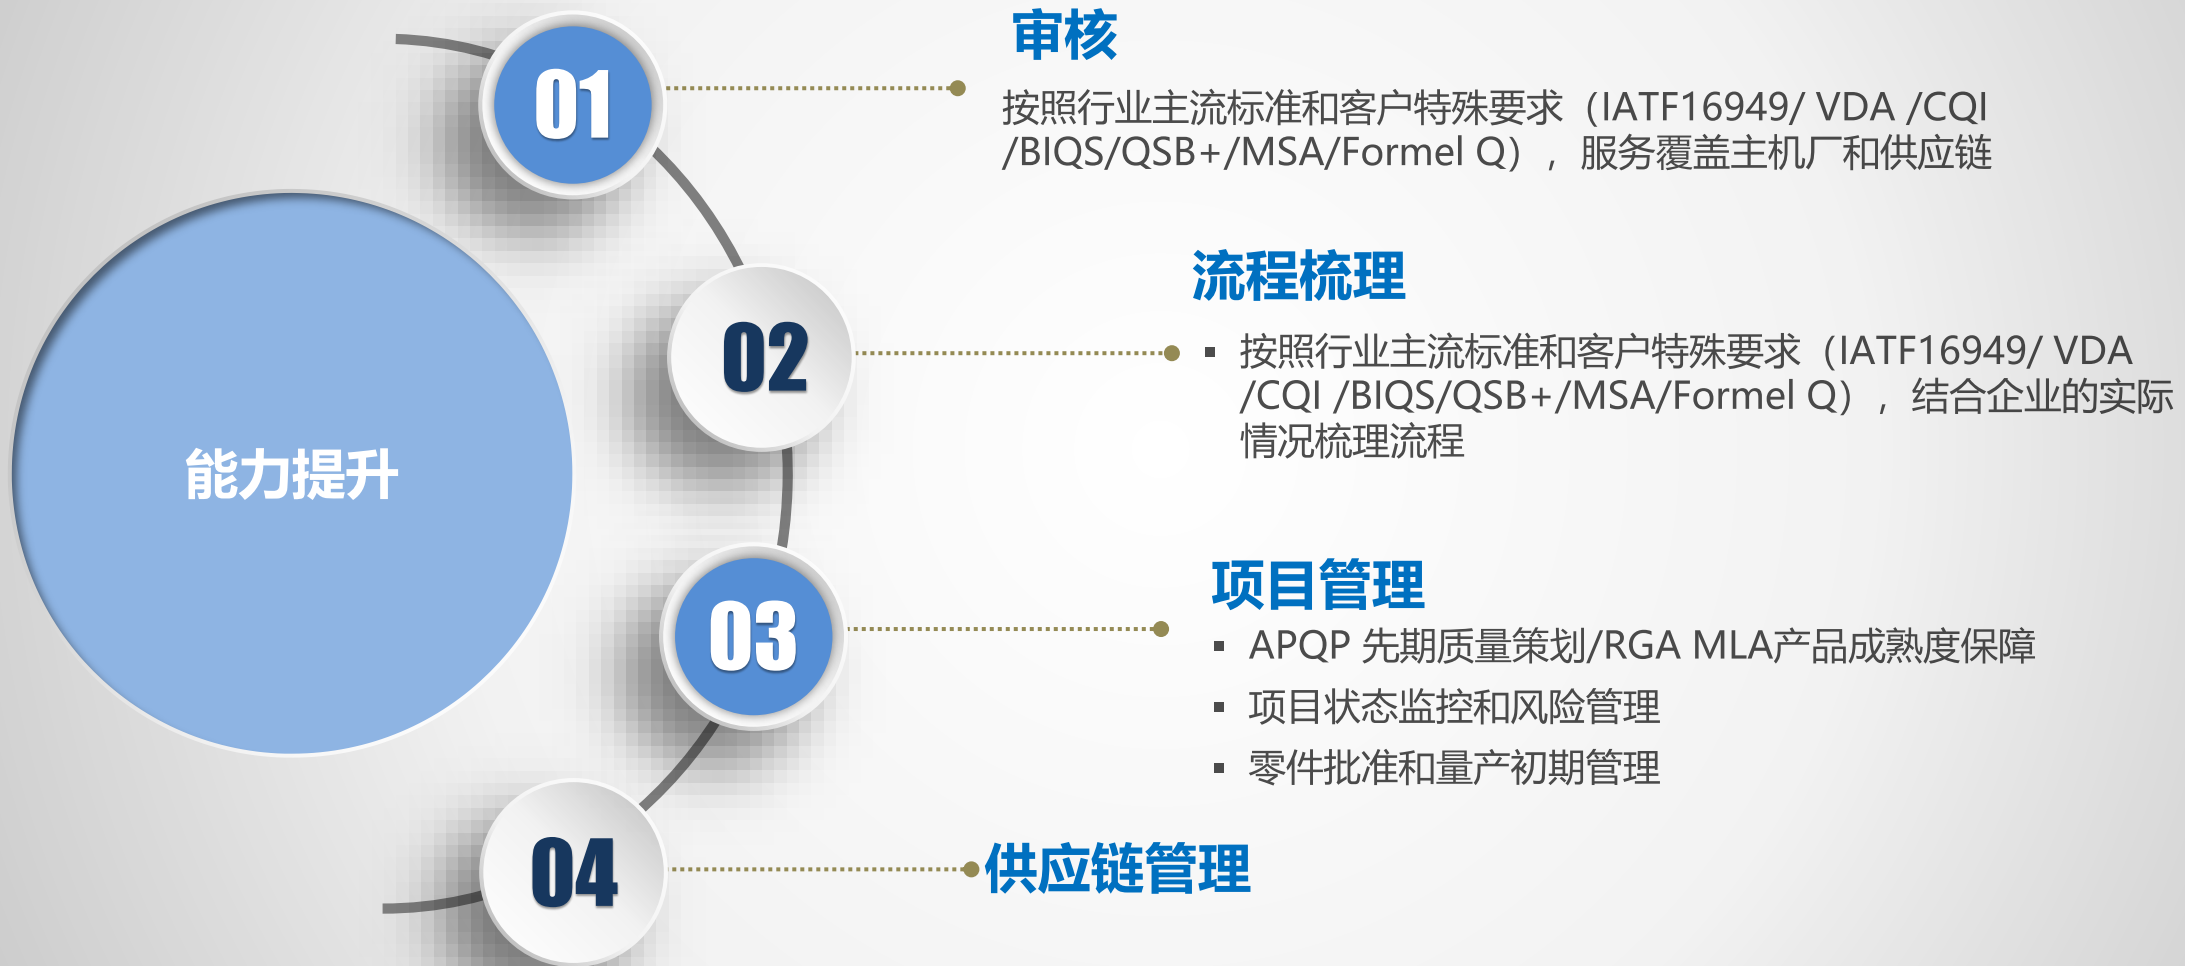 能力提升
01
审核
按照行业主流标准和客户特殊要求（IATF16949/ VDA /CQI
/BIQS/QSB+/MSA/Formel Q），服务覆盖主机厂和供应链
02
流程梳理
▪ 按照行业主流标准和客户特殊要求（IATF16949/ VDA
/CQI /BIQS/QSB+/MSA/Formel Q），结合企业的实际
情况梳理流程
03
项目管理
▪ APQP 先期质量策划/RGA MLA产品成熟度保障
▪ 项目状态监控和风险管理
▪ 零件批准和量产初期管理
04
供应链管理